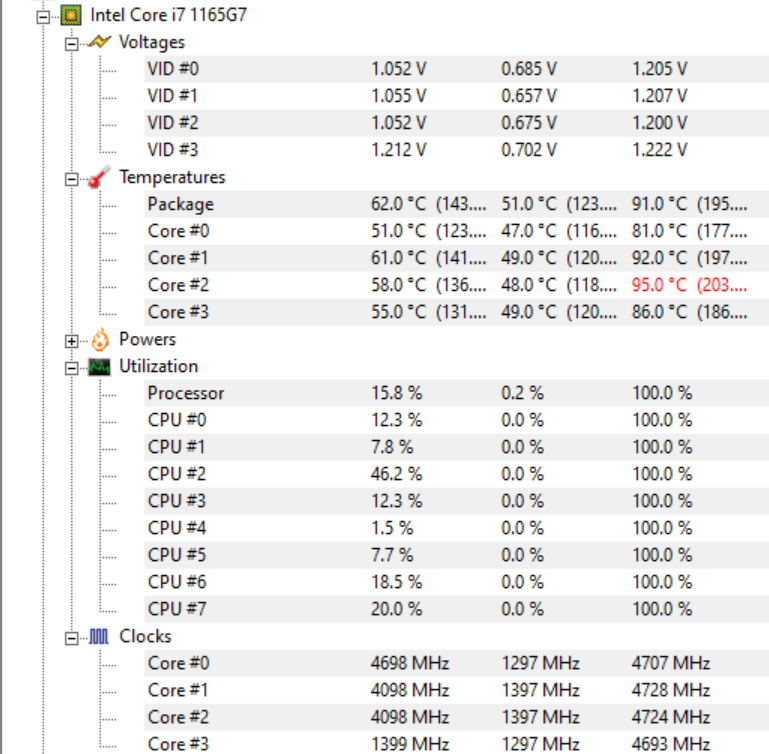 Intel Core i7 1165G7
Voltages
VID #0 1.052 V 0.685 V 1.205 V
VID #1 1.055 V 0.657 V 1.207 V
VID #2 1.052 V 0.675 V 1.200 V
VID #3 1.212 V 0.702 V 1.222 V
Temperatures
Package 62.0 °C (143.... 51.0 °C (123.... 91.0 °C (195....
Core #0 51.0 °C (123.... 47.0 °C (116.... 81.0 °C (177....
Core #1 61.0 °C (141.... 49.0 °C (120.... 92.0 °C (197....
Core #2 58.0 °C (136.... 48.0 °C (118.... 95.0 °C (203....
Core #3 55.0 °C (131.... 49.0 °C (120.... 86.0 °C (186....
Powers
Utilization
Processor 15.8 % 0.2 % 100.0 %
CPU #0 12.3 % 0.0 % 100.0 %
CPU #1 7.8 % 0.0 % 100.0 %
CPU #2 46.2 % 0.0 % 100.0 %
CPU #3 12.3 % 0.0 % 100.0 %
CPU #4 1.5 % 0.0 % 100.0 %
CPU #5 7.7 % 0.0 % 100.0 %
CPU #6 18.5 % 0.0 % 100.0 %
CPU #7 20.0 % 0.0 % 100.0 %
Clocks
Core #0 4698 MHz 1297 MHz 4707 MHz
Core #1 4098 MHz 1397 MHz 4728 MHz
Core #2 4098 MHz 1397 MHz 4724 MHz
Core #3 1399 MHz 1297 MHz 4693 MHz